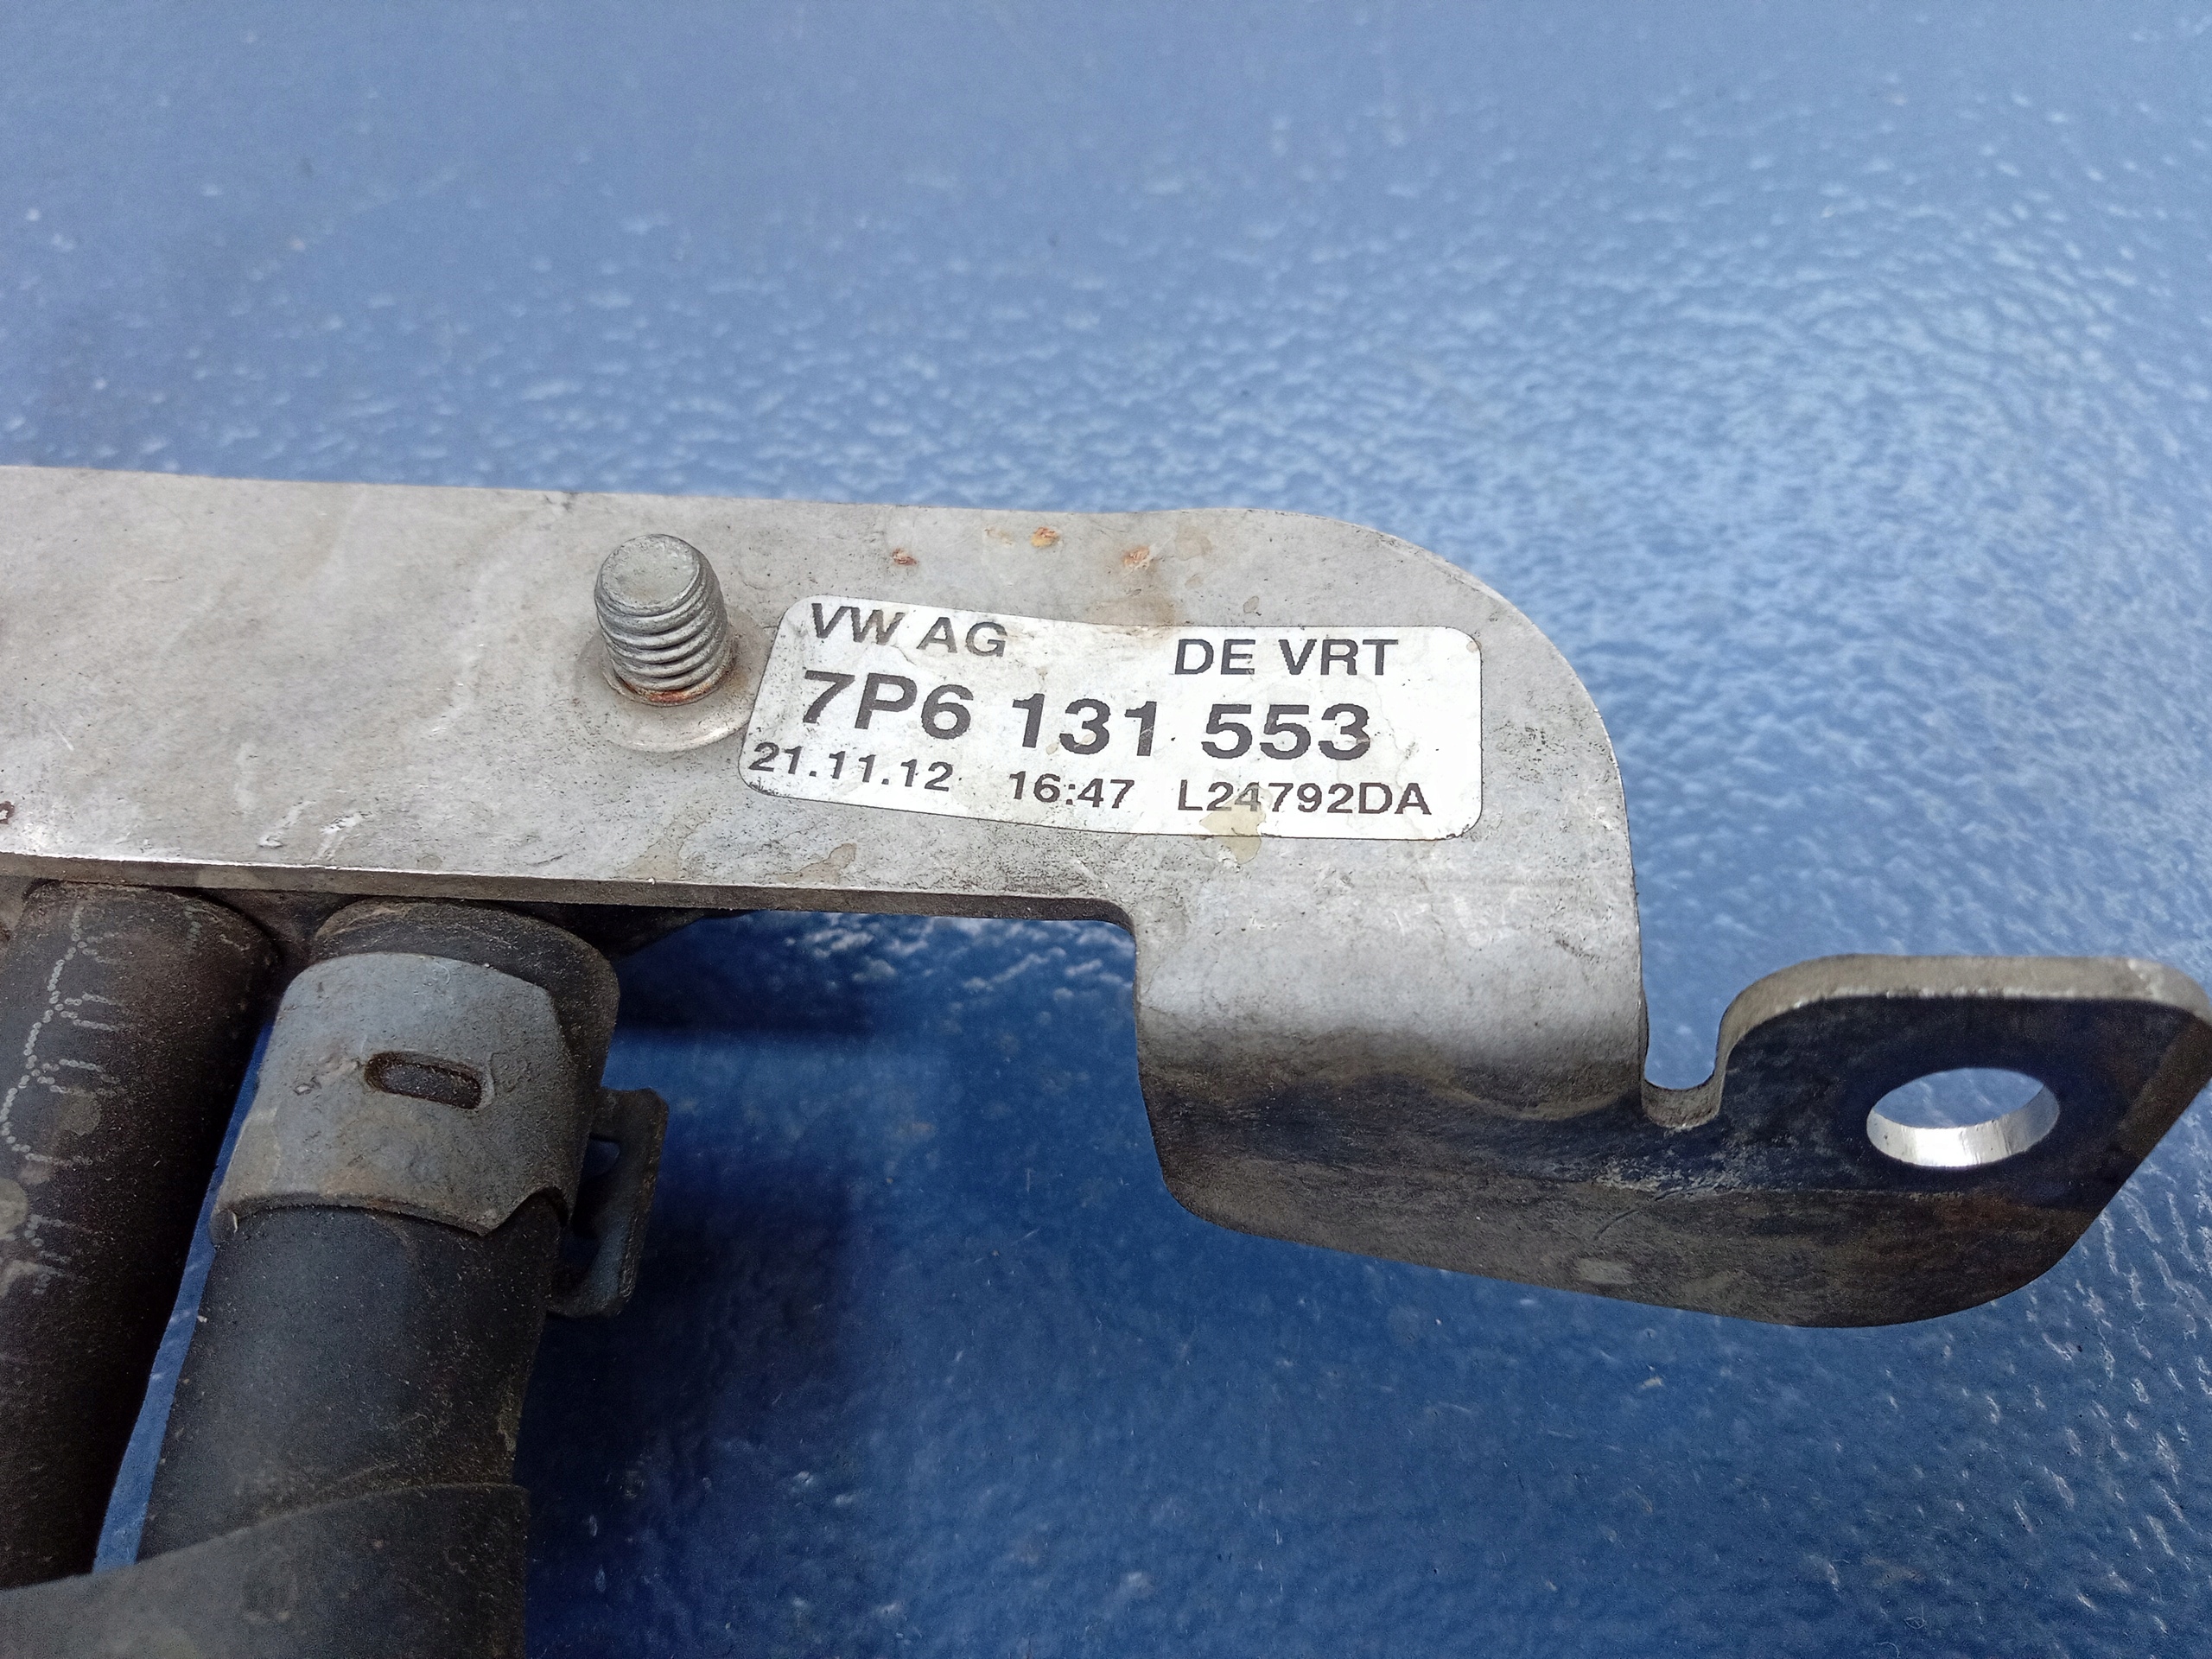 VW AG DE VRT
7P6 131 553
21.11.12 16:47 L24792DA